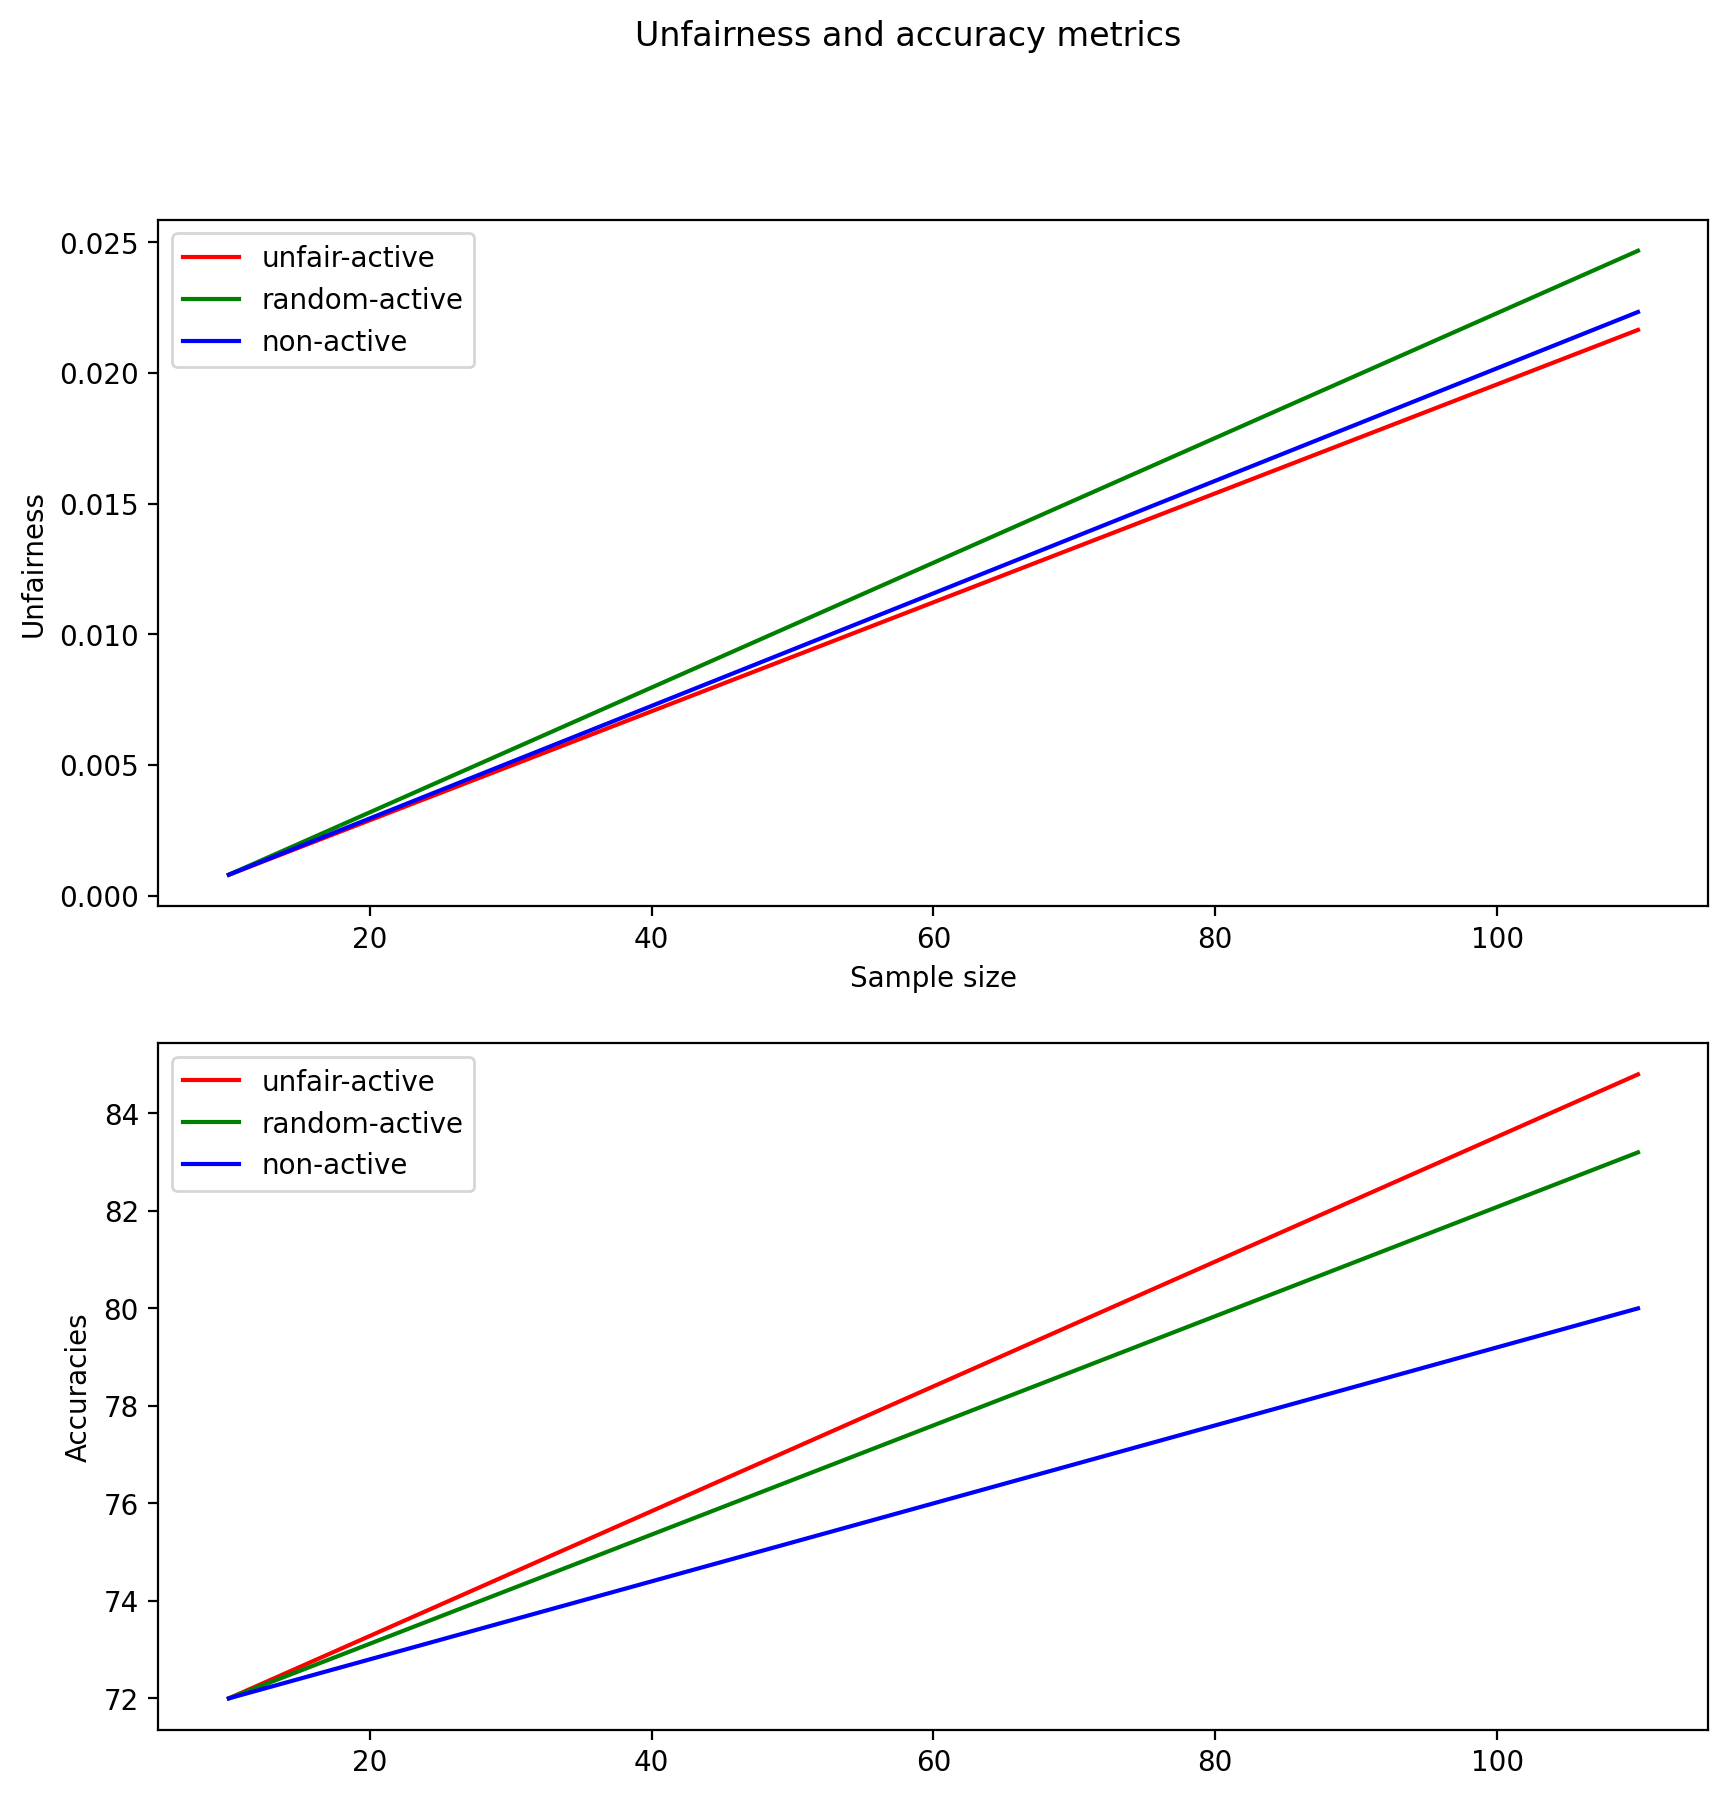 Unfairness and accuracy metrics
0.025
0.020
0.015
0.010
0.005
0.000
Unfairness
unfair-active
random-active
non-active
20 40 60 80 100
Sample size
84
82
80
78
76
74
72
Accuracies
unfair-active
random-active
non-active
20 40 60 80 100